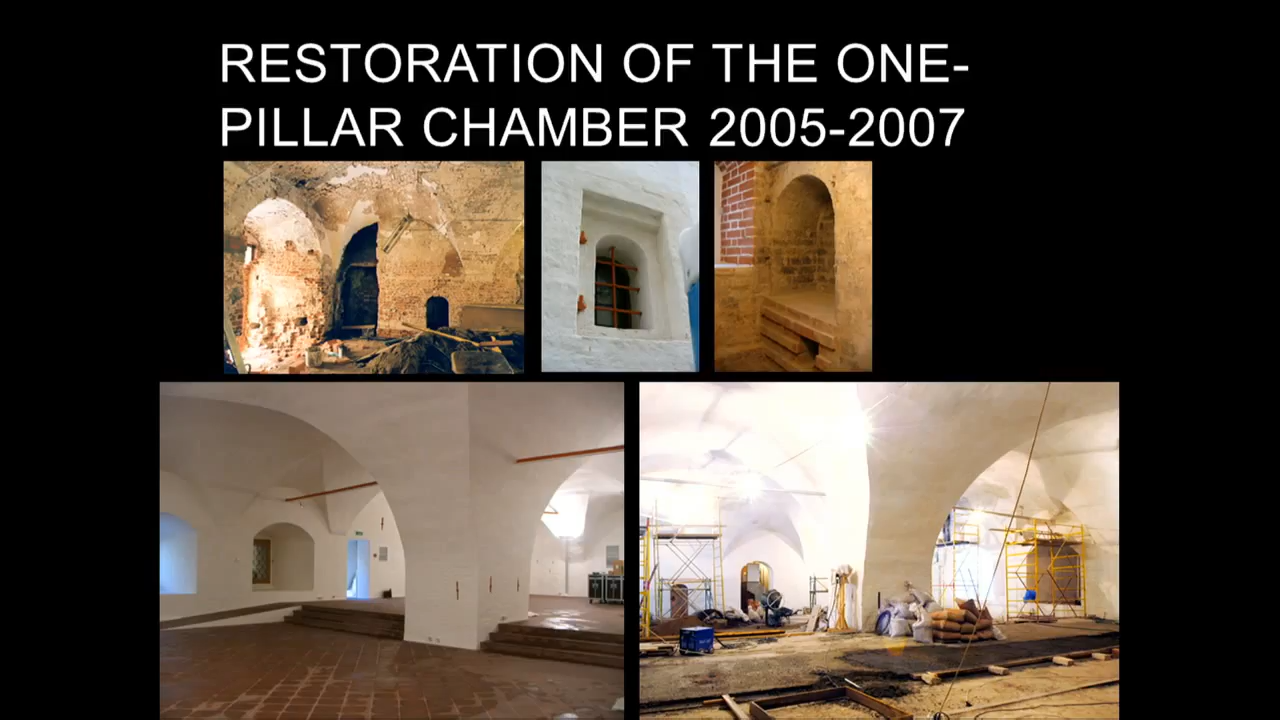 RESTORATION OF THE ONE-
PILLAR CHAMBER 2005-2007